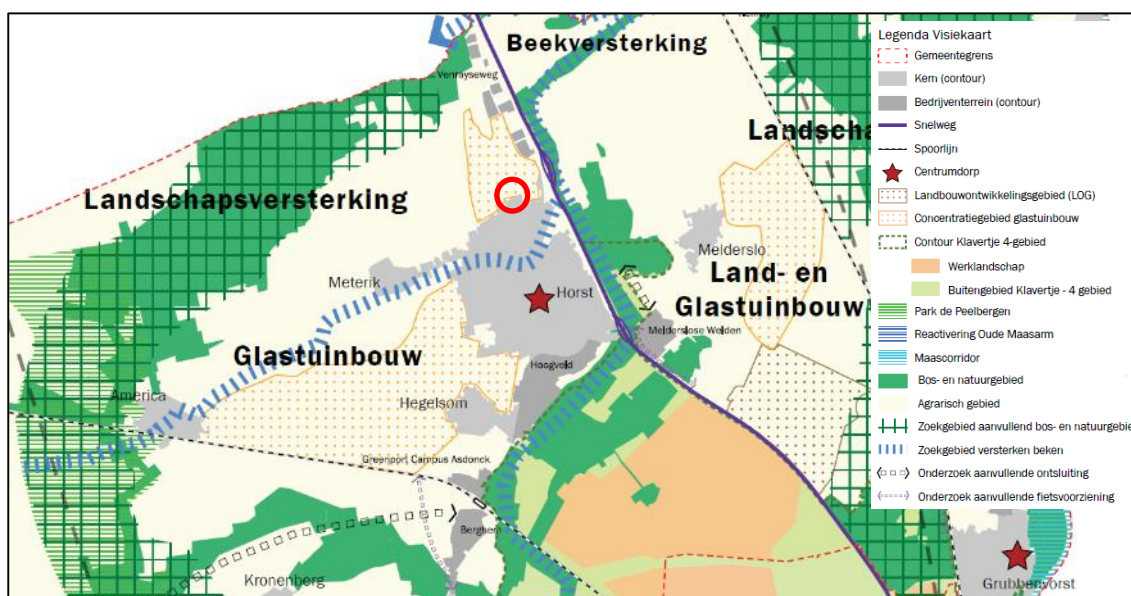 Beekversterking
Venrayseweg
Landschapsversterking
Landscha
Melderslo
Meterik
Horst
Land- en
Glastuinbouw
Melderslose Weiden
Glastuinbouw
Hoogveld
America
Hegelsom
Greenport Campus Asdonck
Berghem
Kronenberg
Grubbenvorst
Legenda Visiekaart
Gemeentegrens
Kern (contour)
Bedrijventerrein (contour)
Snelweg
Spoorlijn
Centrumdorp
Landbouwontwikkelingsgebied (LOG)
Concentratiegebied glastuinbouw
Contour Klavertje 4-gebied
Werklandschap
Buitengebied Klavertje - 4 gebied
Park de Peelbergen
Reactivering Oude Maasarm
Maascorridor
Bos- en natuurgebied
Agrarisch gebied
Zoekgebied aanvullend bos- en natuurgebie
Zoekgebied versterken beken
Onderzoek aanvullende ontsluiting
Onderzoek aanvullende fietsvoorziening